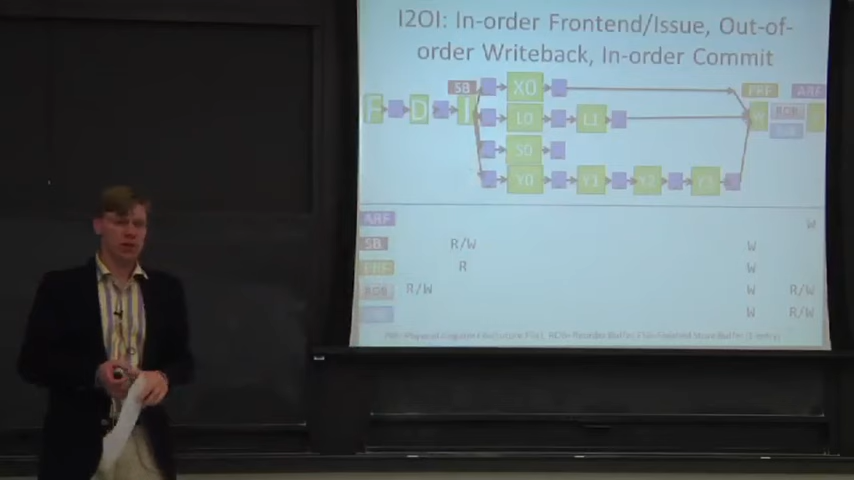 I2OI: In-order Frontend/Issue, Out-of-
order Writeback, In-order Commit
SB X0 PRF ARF
F D I L0 L1 W ROB
S0
Y0 Y1 Y2 Y3
ARF W
SB R/W W
PRF R W
ROB R/W W R/W
W R/W